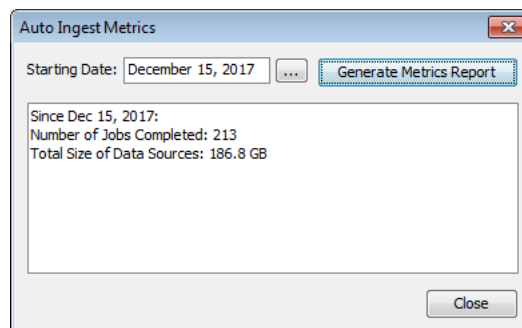 Auto Ingest Metrics
Starting Date: December 15, 2017 ... Generate Metrics Report
Since Dec 15, 2017:
Number of Jobs Completed: 213
Total Size of Data Sources: 186.8 GB
Close